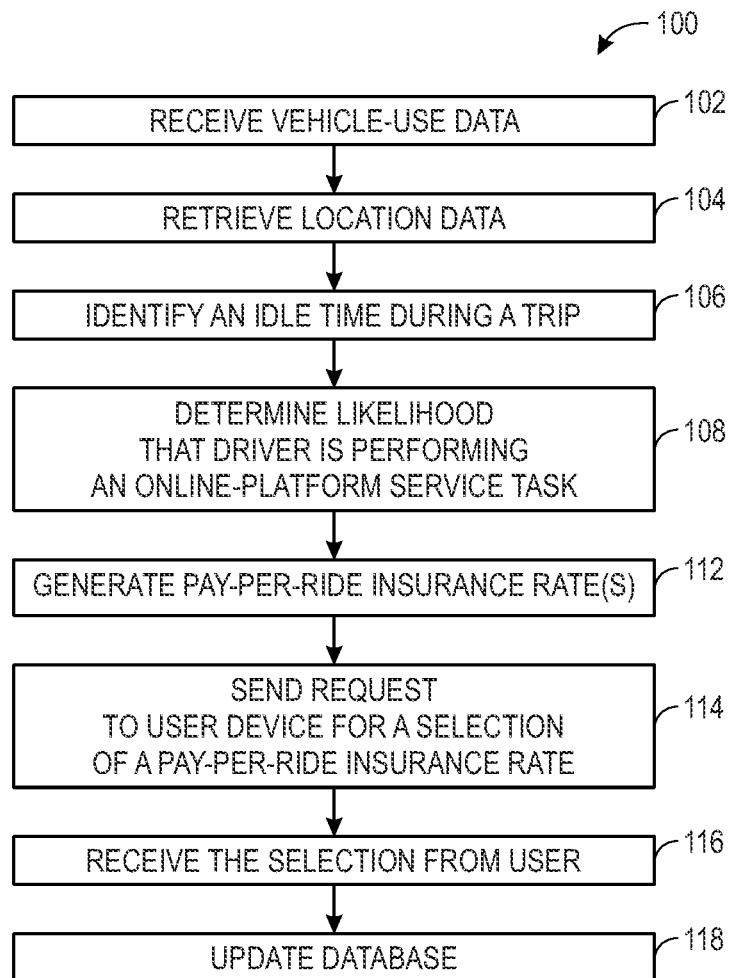 100
RECEIVE VEHICLE-USE DATA
102
RETRIEVE LOCATION DATA
104
IDENTIFY AN IDLE TIME DURING A TRIP
106
DETERMINE LIKELIHOOD
THAT DRIVER IS PERFORMING
AN ONLINE-PLATFORM SERVICE TASK
108
GENERATE PAY-PER-RIDE INSURANCE RATE(S)
112
SEND REQUEST
TO USER DEVICE FOR A SELECTION
OF A PAY-PER-RIDE INSURANCE RATE
114
RECEIVE THE SELECTION FROM USER
116
UPDATE DATABASE
118